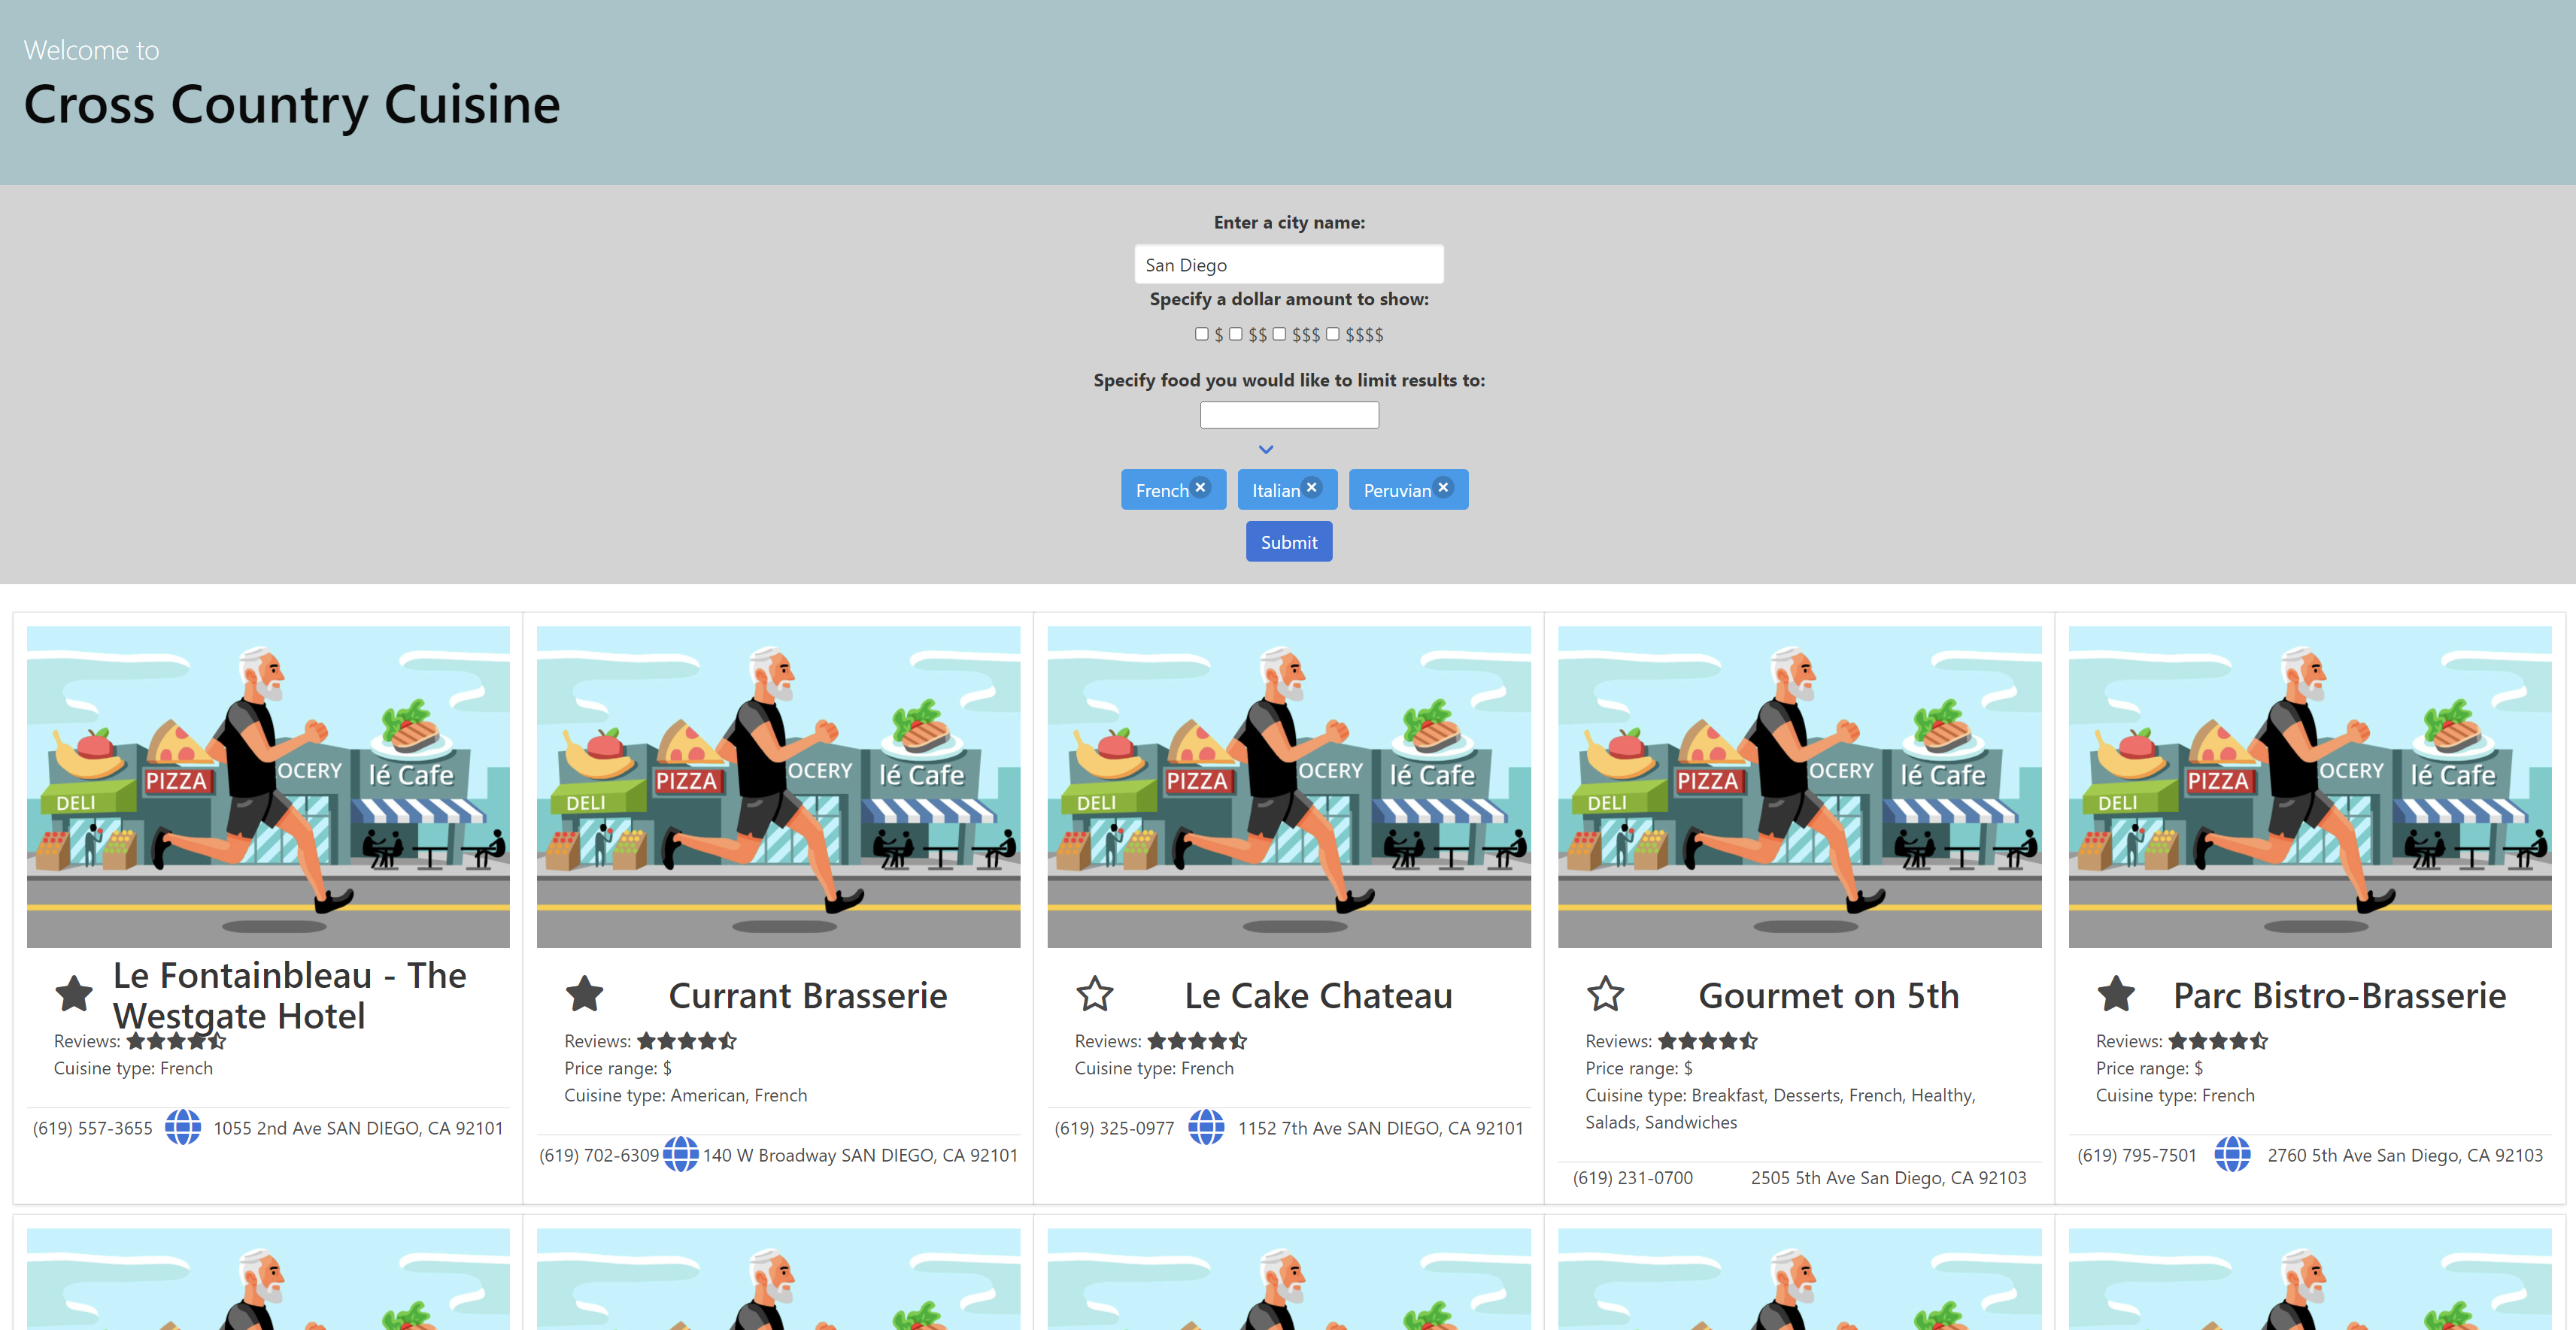 Welcome to
Cross Country Cuisine
Enter a city name:
San Diego
Specify a dollar amount to show:
$ $$ $$$ $$$$
Specify food you would like to limit results to:
French Italian Peruvian
Submit
DELI PIZZA OCERY lé Cafe
Le Fontainbleau - The
Westgate Hotel
Reviews:
Cuisine type: French
(619) 557-3655 1055 2nd Ave SAN DIEGO, CA 92101
DELI PIZZA OCERY lé Cafe
Currant Brasserie
Reviews:
Price range: $
Cuisine type: American, French
(619) 702-6309 140 W Broadway SAN DIEGO, CA 92101
DELI PIZZA OCERY lé Cafe
Le Cake Chateau
Reviews:
Cuisine type: French
(619) 325-0977 1152 7th Ave SAN DIEGO, CA 92101
DELI PIZZA OCERY lé Cafe
Gourmet on 5th
Reviews:
Price range: $
Cuisine type: Breakfast, Desserts, French, Healthy,
Salads, Sandwiches
(619) 231-0700 2505 5th Ave San Diego, CA 92103
DELI PIZZA OCERY lé Cafe
Parc Bistro-Brasserie
Reviews:
Price range: $
Cuisine type: French
(619) 795-7501 2760 5th Ave San Diego, CA 92103